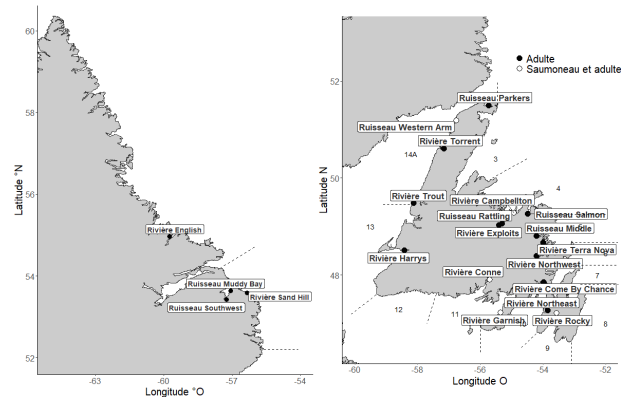 60
58
56
54
52
-63
-60
-57
-54
Latitude °N
Longitude °O
Rivière English
Ruisseau Muddy Bay
Rivière Sand Hill
Ruisseau Southwest
52
50
48
-60
-58
-56
-54
-52
Latitude N
Longitude O
Adulte
Saumoneau et adulte
Ruisseau Parkers
Ruisseau Western Arm
Rivière Torrent
14A
3
4
Rivière Trout
Rivière Campbellton
Ruisseau Rattling
Ruisseau Salmon
13
Rivière Exploits
Ruisseau Middle
Rivière Terra Nova
Rivière Harrys
Rivière Northwest
6
Rivière Conne
7
Rivière Come By Chance
12
11
Rivière Northeast
Rivière Garnish
10
Rivière Rocky
8
9